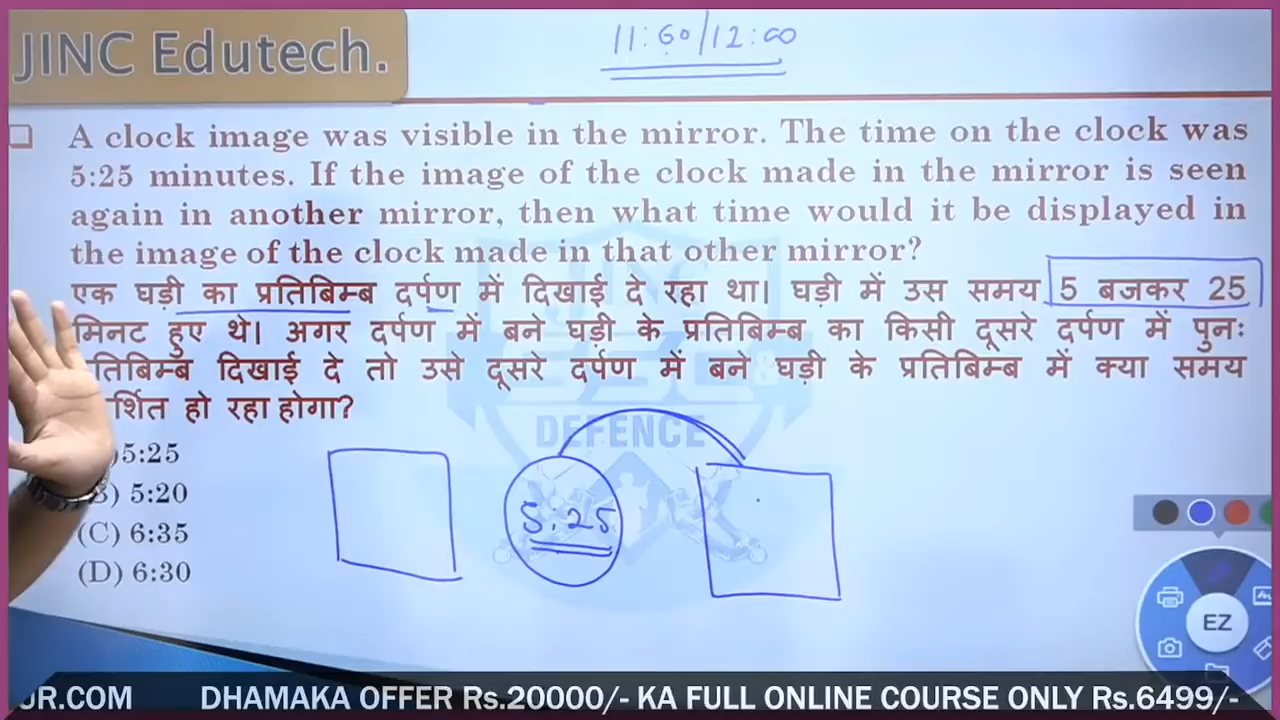 JINC Edutech.
11:60/12:00
A clock image was visible in the mirror. The time on the clock was
5:25 minutes. If the image of the clock made in the mirror is seen
again in another mirror, then what time would it be displayed in
the image of the clock made in that other mirror?
एक घड़ी का प्रतिबिम्ब दर्पण में दिखाई दे रहा था। घड़ी में उस समय 5 बजकर 25
मिनट हुए थे। अगर दर्पण में बने घड़ी के प्रतिबिम्ब का किसी दूसरे दर्पण में पुनः
तिबिम्ब दिखाई दे तो उसे दूसरे दर्पण में बने घड़ी के प्रतिबिम्ब में क्या समय
र्शित हो रहा होगा?
)5:25
B) 5:20
(C) 6:35
(D) 6:30
DEFENCE
5:25
EZ
JR.COM DHAMAKA OFFER Rs.20000/- KA FULL ONLINE COURSE ONLY Rs.6499/-